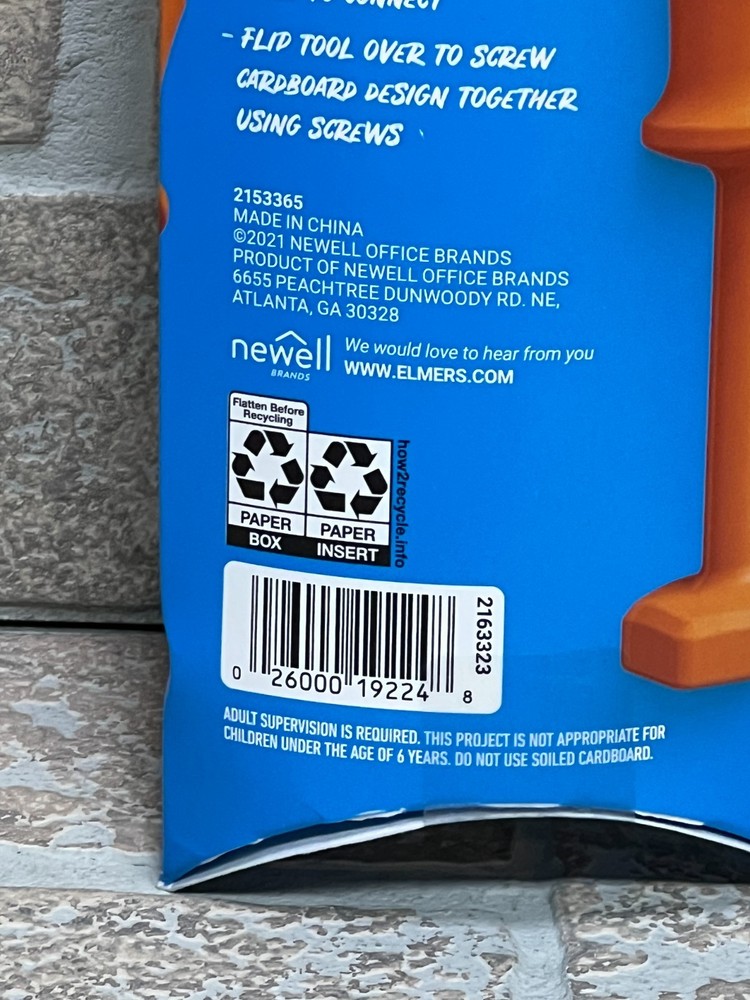 TO CONNECT
- FLIP TOOL OVER TO SCREW
CARDBOARD DESIGN TOGETHER
USING SCREWS
2153365
MADE IN CHINA
©2021 NEWELL OFFICE BRANDS
PRODUCT OF NEWELL OFFICE BRANDS
6655 PEACHTREE DUNWOODY RD. NE,
ATLANTA, GA 30328
newell
BRANDS
We would love to hear from you
WWW.ELMERS.COM
Flatten Before
Recycling
PAPER
BOX
PAPER
INSERT
how2recycle.info
2163323
0 26000 19224 8
ADULT SUPERVISION IS REQUIRED. THIS PROJECT IS NOT APPROPRIATE FOR
CHILDREN UNDER THE AGE OF 6 YEARS. DO NOT USE SOILED CARDBOARD.